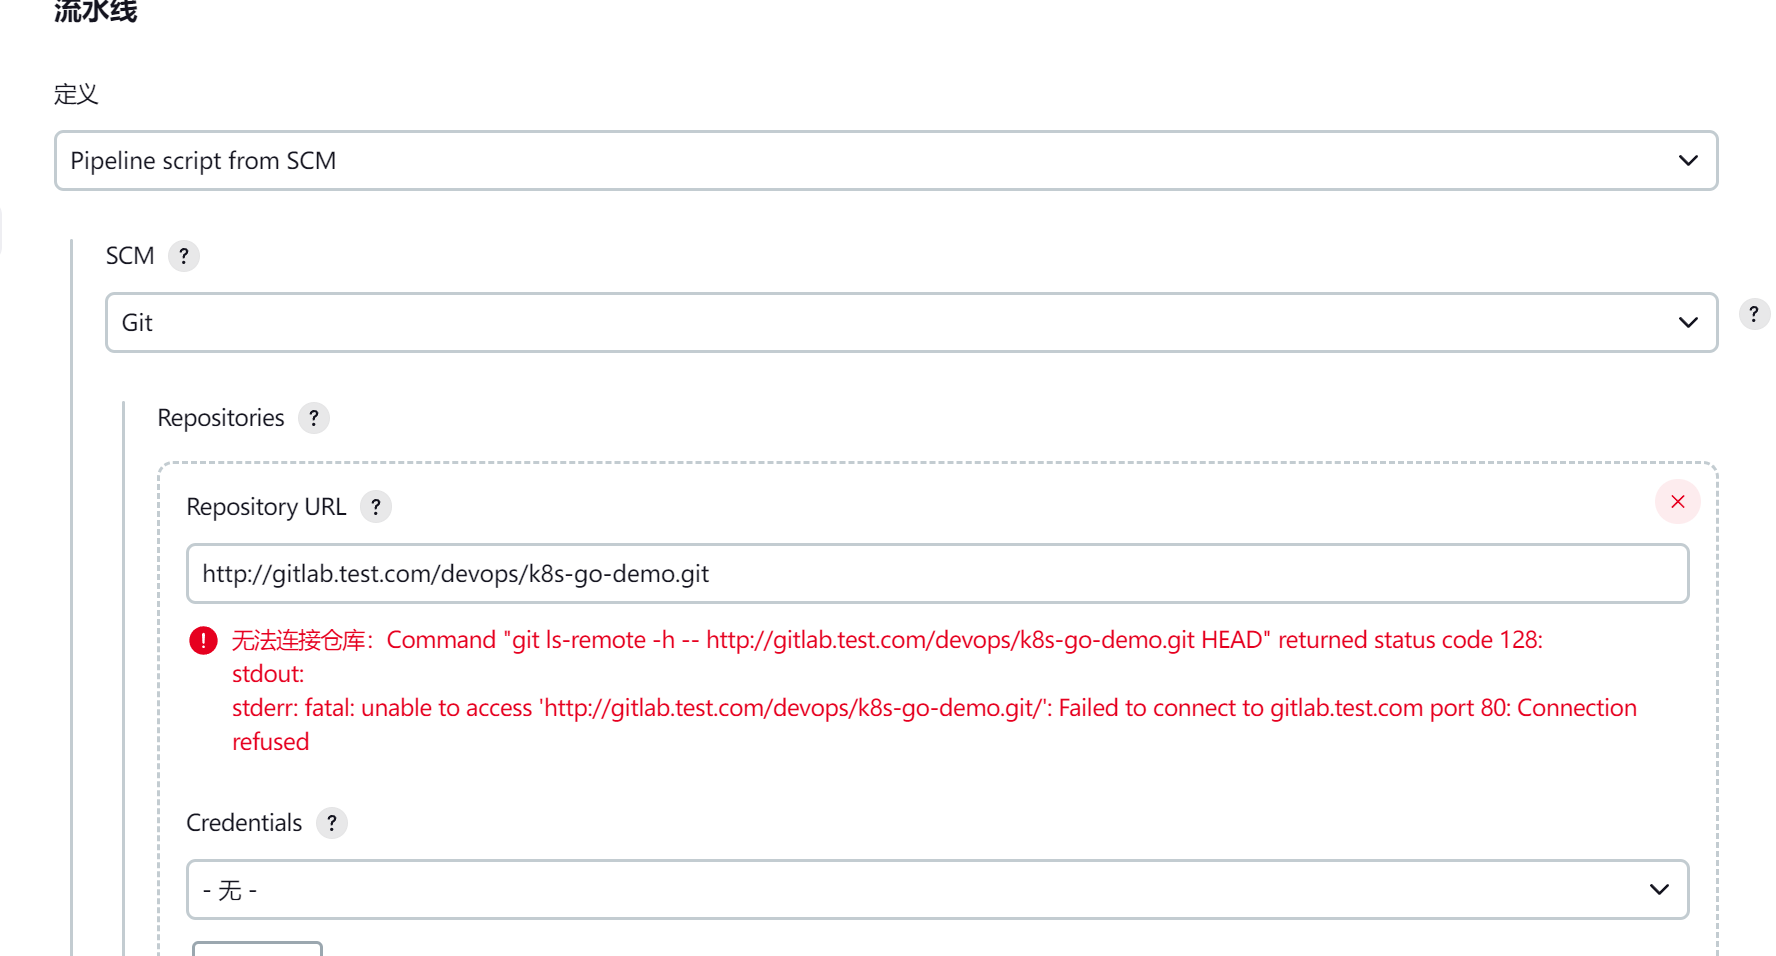 流水线
定义
Pipeline script from SCM
SCM ?
Git
?
Repositories ?
Repository URL ?
http://gitlab.test.com/devops/k8s-go-demo.git
无法连接仓库：Command "git ls-remote -h -- http://gitlab.test.com/devops/k8s-go-demo.git HEAD" returned status code 128:
stdout:
stderr: fatal: unable to access 'http://gitlab.test.com/devops/k8s-go-demo.git/': Failed to connect to gitlab.test.com port 80: Connection
refused
Credentials ?
- 无 -